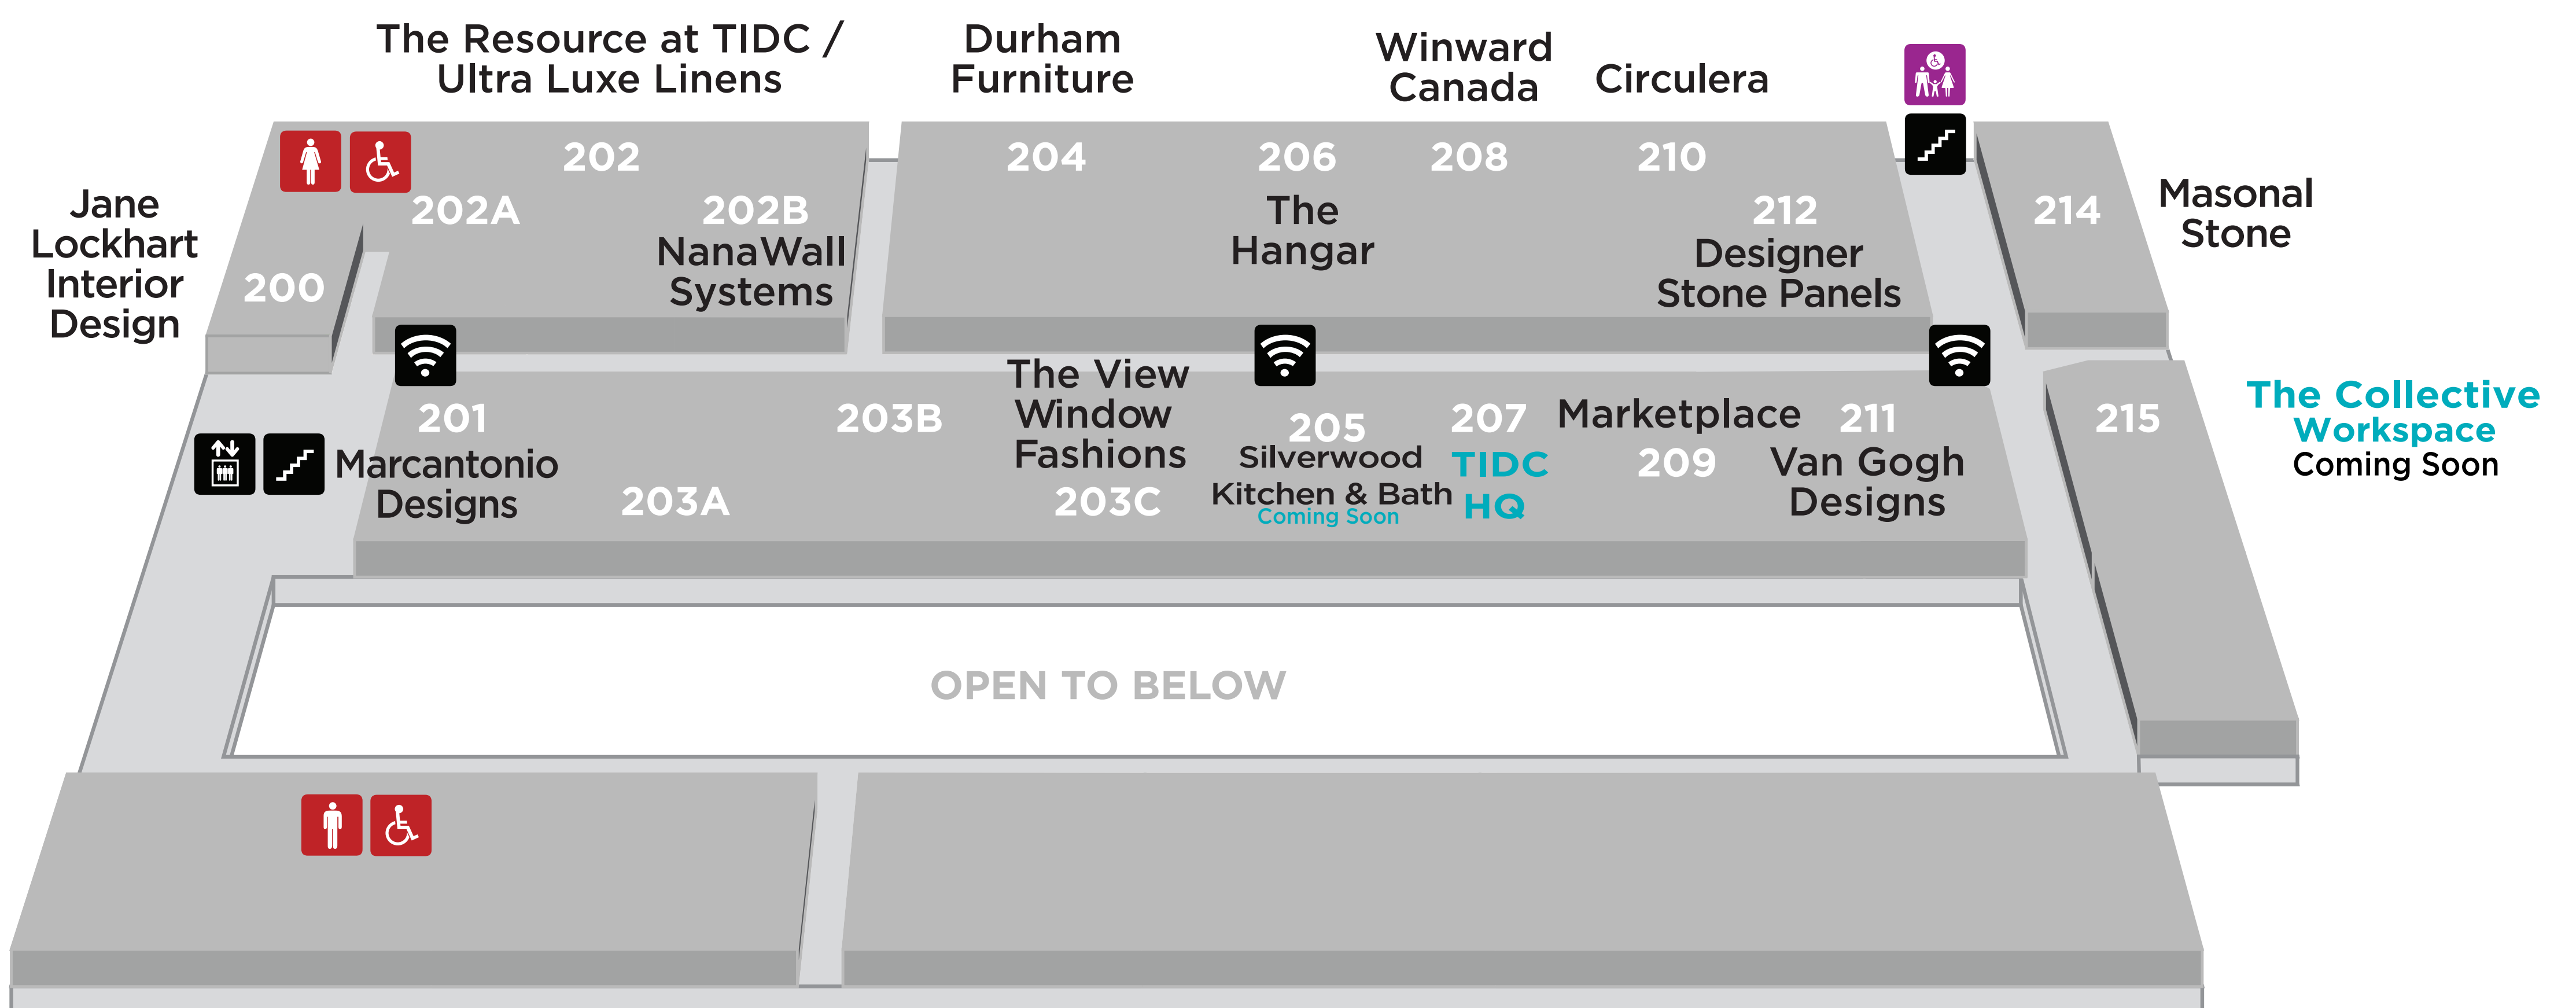 The Resource at TIDC /
Ultra Luxe Linens
Durham
Furniture
Winward
Canada
Circulera
202
204
206
208
210
202A
202B
NanaWall
Systems
The
Hangar
212
Designer
Stone Panels
214
Masonal
Stone
Jane
Lockhart
Interior
Design
200
201
Marcantonio
Designs
203A
203B
The View
Window
Fashions
203C
205
Silverwood
Kitchen & Bath
Coming Soon
207
TIDC
HQ
Marketplace
209
211
Van Gogh
Designs
215
The Collective
Workspace
Coming Soon
OPEN TO BELOW